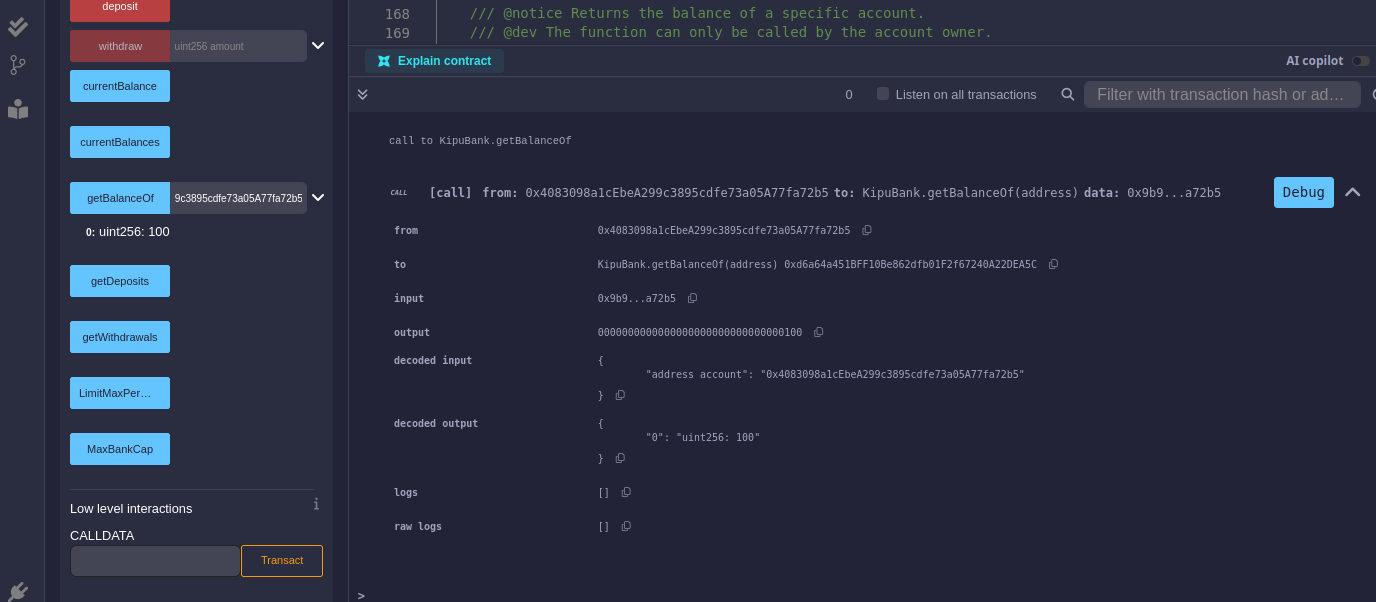 deposit
withdraw uint256 amount
currentBalance
currentBalances
getBalanceOf 9c3895cdfe73a05A77fa72b5
0: uint256: 100
getDeposits
getWithdrawals
LimitMaxPer…
MaxBankCap
Low level interactions
i
CALLDATA
Transact
168 /// @notice Returns the balance of a specific account.
169 /// @dev The function can only be called by the account owner.
Explain contract
AI copilot
0 Listen on all transactions Filter with transaction hash or ad…
call to KipuBank.getBalanceOf
CALL [call] from: 0x4083098a1cEbeA299c3895cdfe73a05A77fa72b5 to: KipuBank.getBalanceOf(address) data: 0x9b9...a72b5 Debug
from 0x4083098a1cEbeA299c3895cdfe73a05A77fa72b5
to KipuBank.getBalanceOf(address) 0xd6a64a451BFF10Be862dfb01F2f67240A22DEA5C
input 0x9b9...a72b5
output 0000000000000000000000000000000100
decoded input {
"address account": "0x4083098a1cEbeA299c3895cdfe73a05A77fa72b5"
}
decoded output {
"0": "uint256: 100"
}
logs []
raw logs []
>